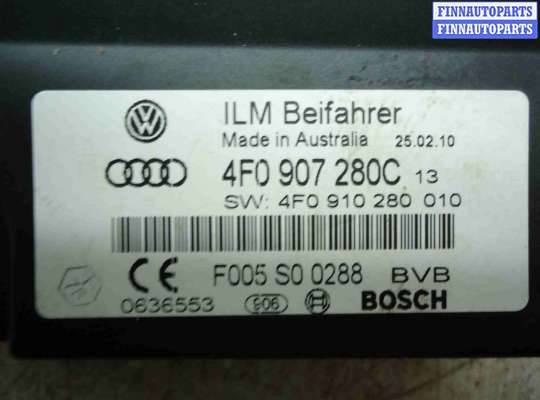 FINNAUTOPARTS
FINNAUTOPARTS
ILM Beifahrer
Made in Australia 25.02.10
4F0 907 280C 13
SW: 4F0 910 280 010
CE F005 S0 0288 BVB
0636553 906 BOSCH